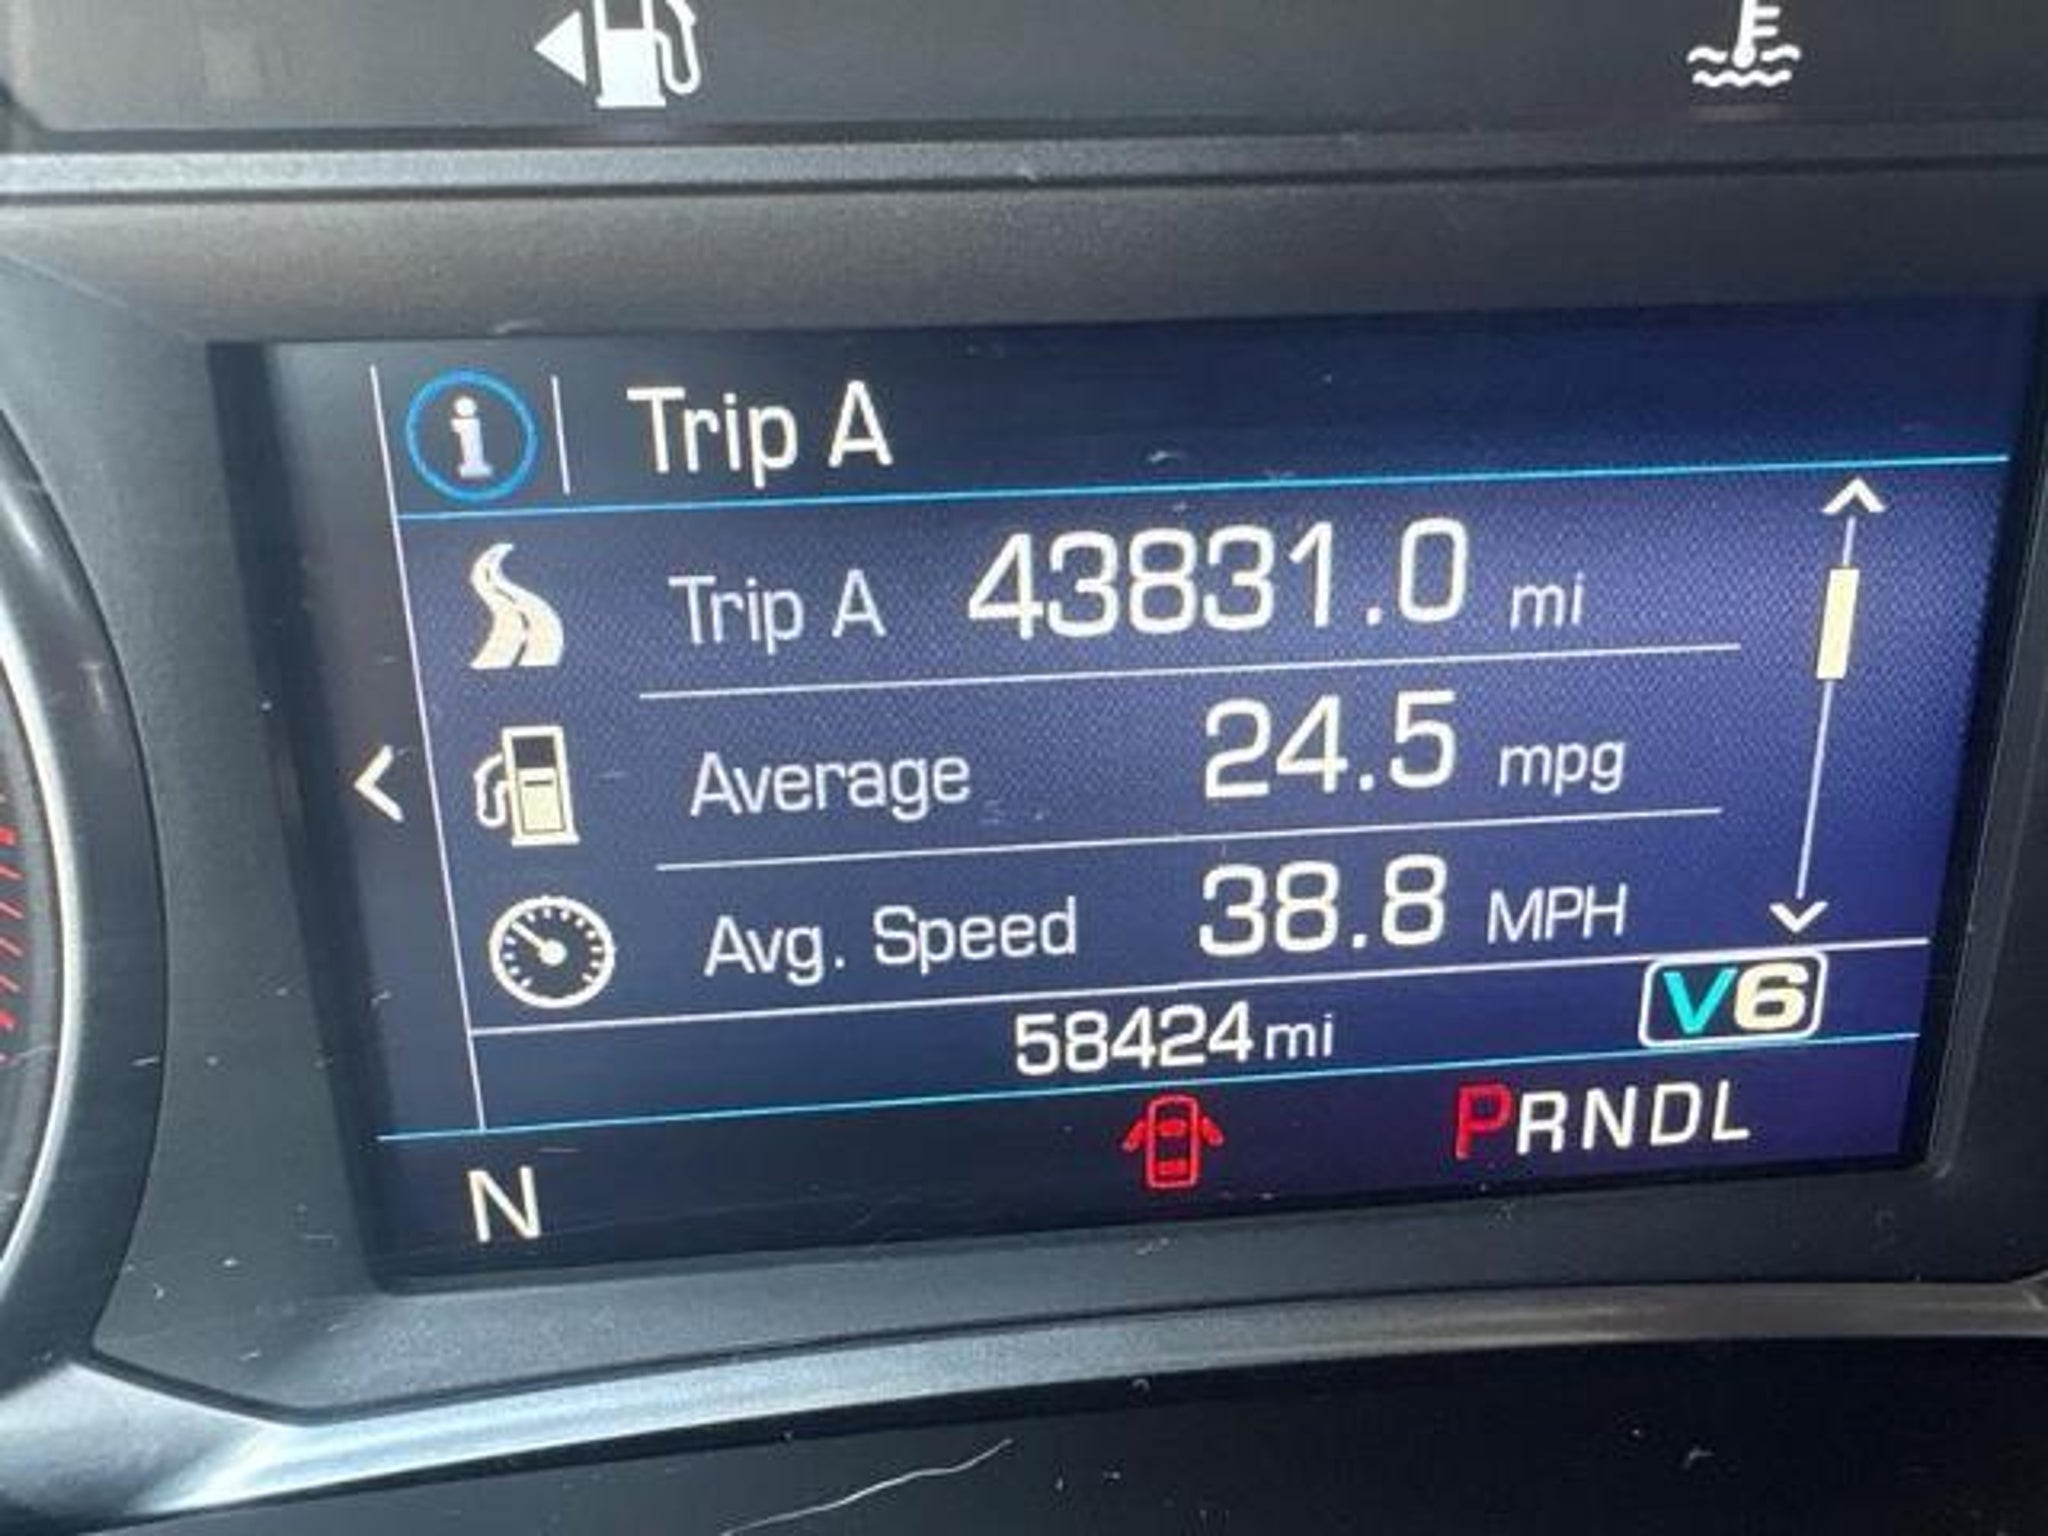 i Trip A
Trip A 43831.0 mi
Average 24.5 mpg
Avg. Speed 38.8 MPH
58424 mi V6
N PRNDL